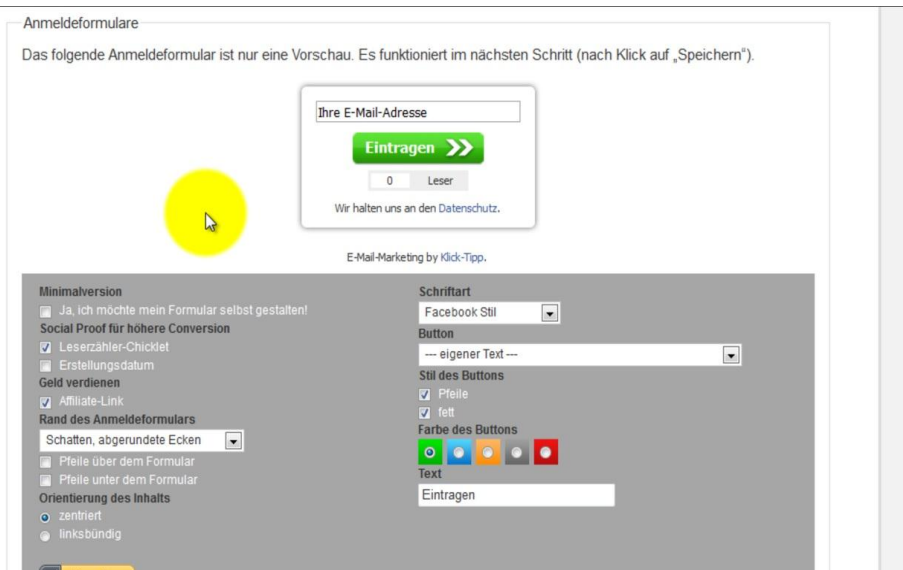 Anmeldeformulare
Das folgende Anmeldeformular ist nur eine Vorschau. Es funktioniert im nächsten Schritt (nach Klick auf „Speichern“).
Ihre E-Mail-Adresse
Eintragen
0 Leser
Wir halten uns an den Datenschutz.
E-Mail-Marketing by Klick-Tipp.
Minimalversion
Ja, ich möchte mein Formular selbst gestalten!
Social Proof für höhere Conversion
Leserzähler-Chicklet
Erstellungsdatum
Geld verdienen
Affiliate-Link
Rand des Anmeldeformulars
Schatten, abgerundete Ecken
Pfeile über dem Formular
Pfeile unter dem Formular
Orientierung des Inhalts
zentriert
linksbündig
Schriftart
Facebook Stil
Button
--- eigener Text ---
Stil des Buttons
Pfeile
fett
Farbe des Buttons
Text
Eintragen